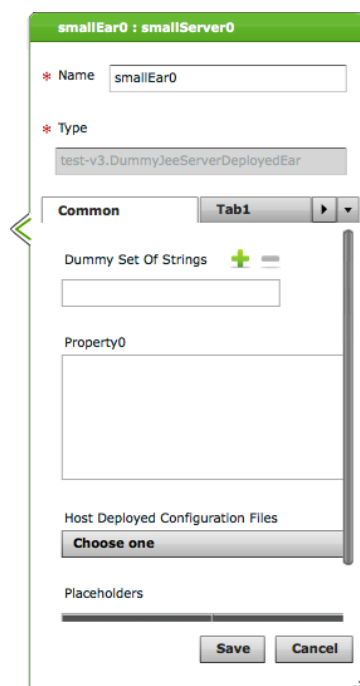 smallEar0 : smallServer0
* Name smallEar0
* Type
test-v3.DummyJeeServerDeployedEar
Common Tab1
Dummy Set Of Strings
Property0
Host Deployed Configuration Files
Choose one
Placeholders
Save Cancel